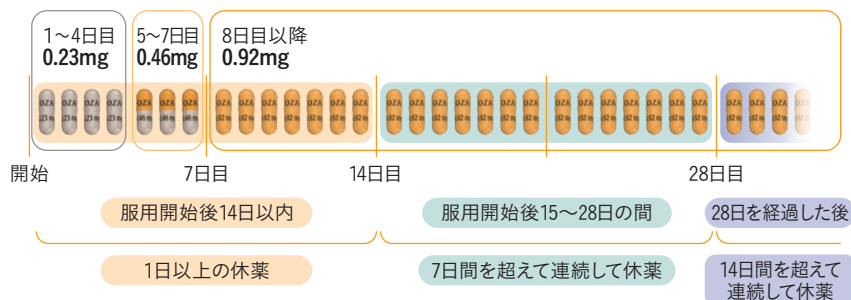 1～4日目
0.23mg
5～7日目
0.46mg
8日目以降
0.92mg
開始
7日目
14日目
28日目
服用開始後14日以内
服用開始後15～28日の間
28日を経過した後
1日以上の休薬
7日間を超えて連続して休薬
14日間を超えて
連続して休薬